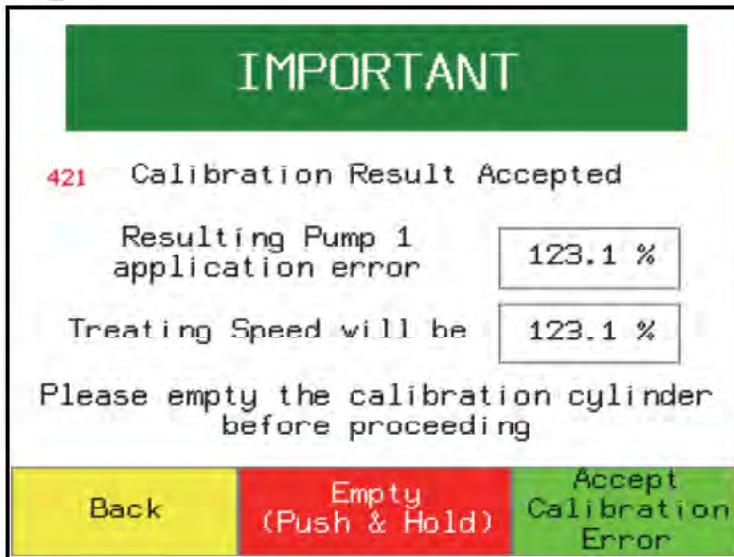 IMPORTANT
421 Calibration Result Accepted
Resulting Pump 1
application error
123.1 %
Treating Speed will be
123.1 %
Please empty the calibration cylinder
before proceeding
Back
Empty
(Push & Hold)
Accept
Calibration
Error